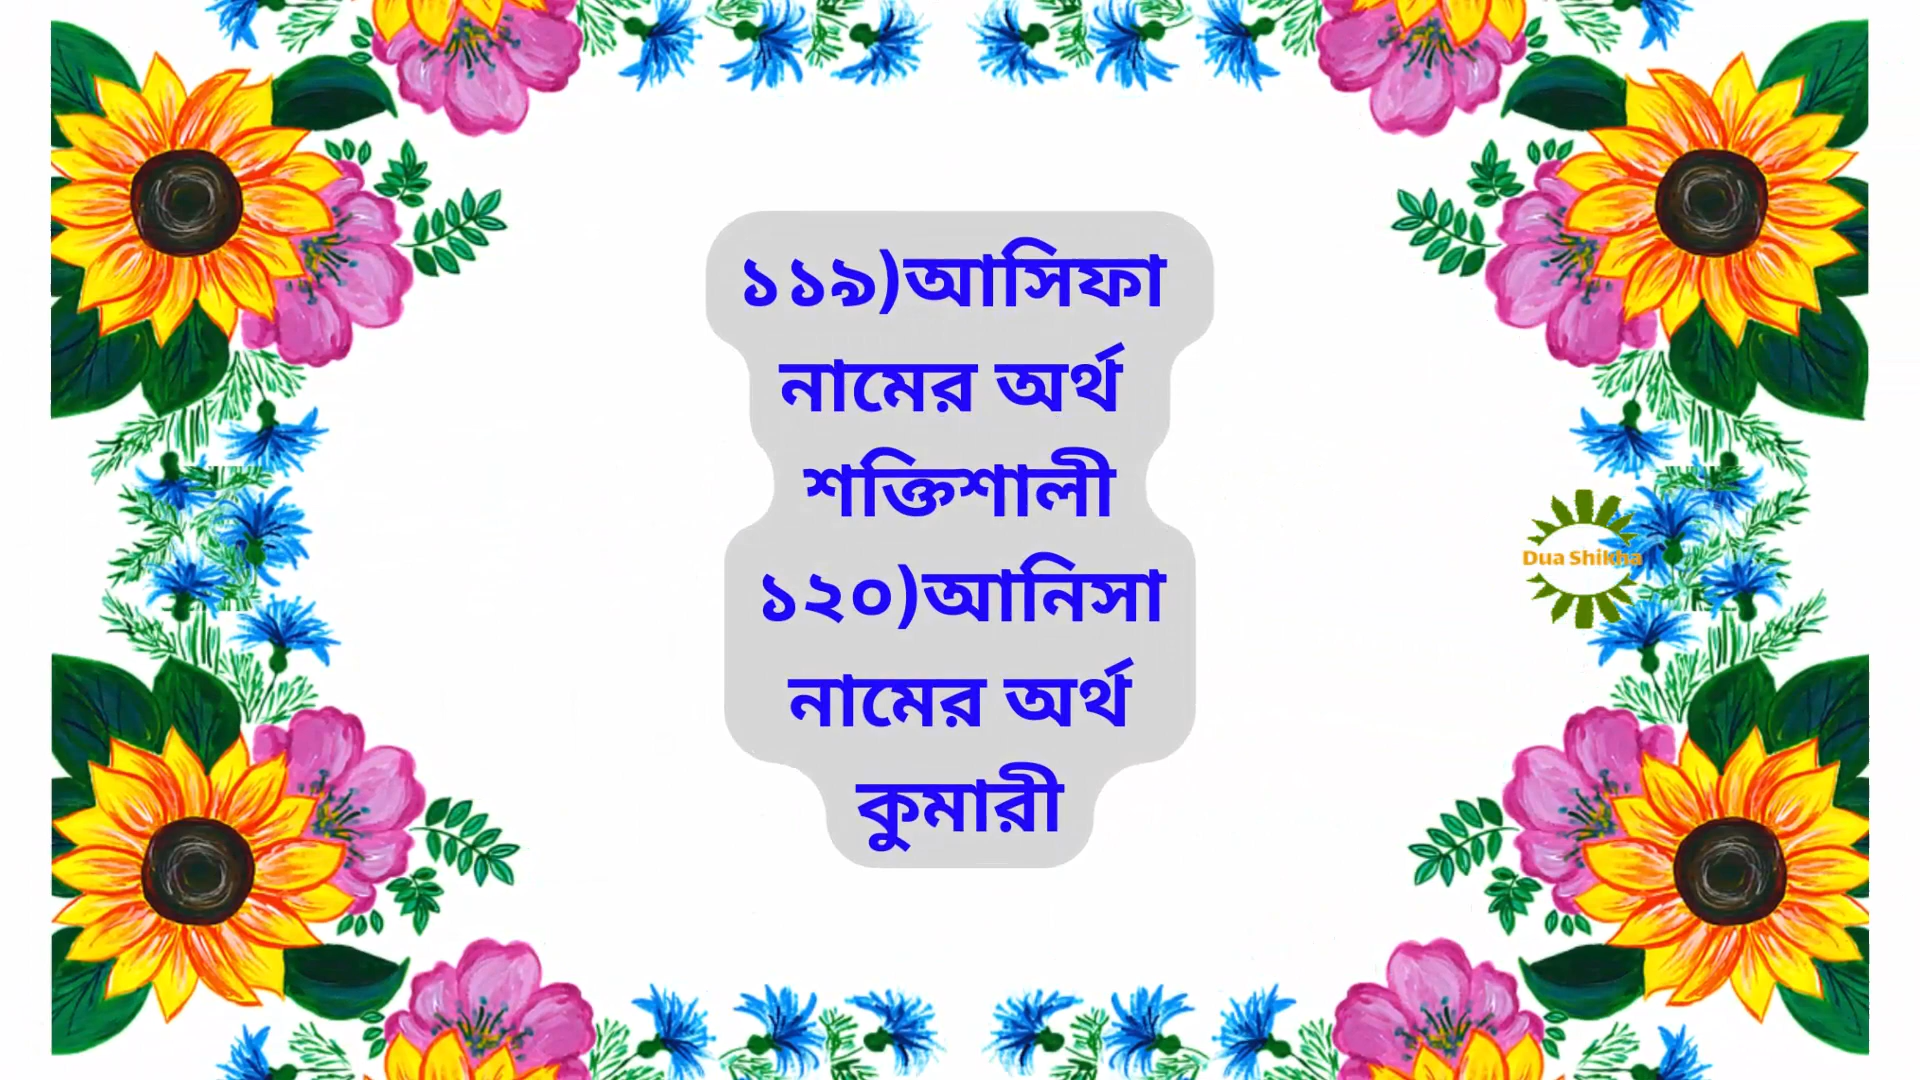 ১১৯)আসিফা
নামের অর্থ
শক্তিশালী
১২০)আনিসা
নামের অর্থ
কুমারী
Dua Shikha